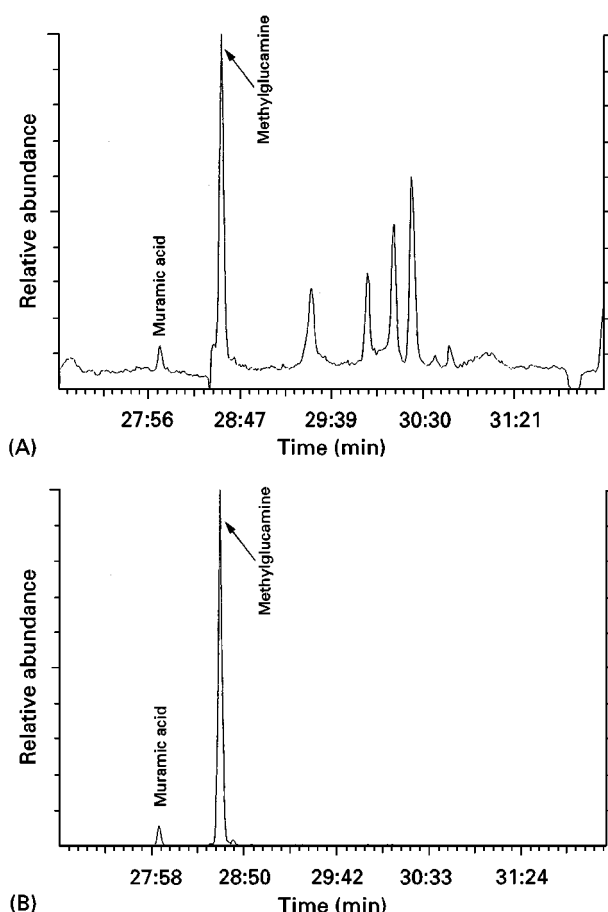 Relative abundance
Muramic acid
Methylglucamine
27:56 28:47 29:39 30:30 31:21
Time (min)
(A)
Relative abundance
Muramic acid
Methylglucamine
27:58 28:50 29:42 30:33 31:24
Time (min)
(B)